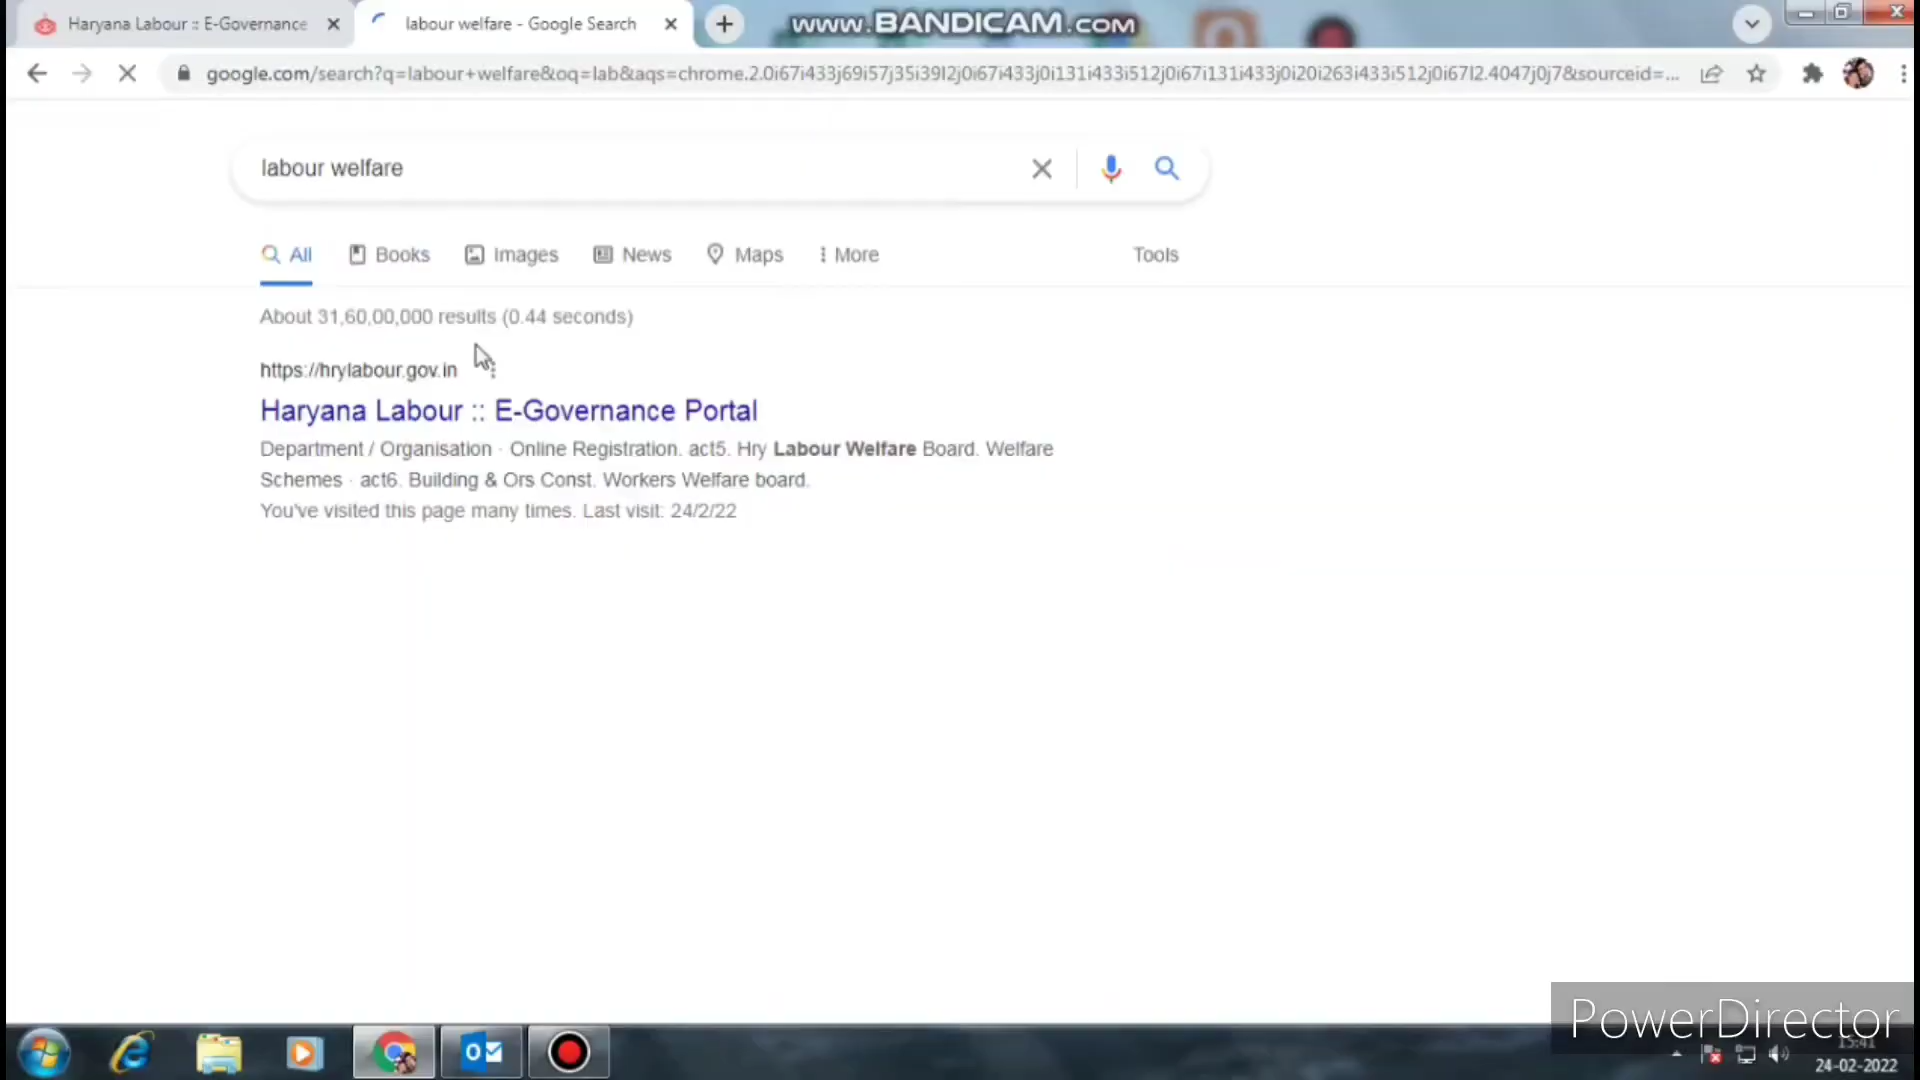 Haryana Labour :: E-Governance
labour welfare - Google Search
www.BANDICAM.com
google.com/search?q=labour+welfare&oq=lab&aqs=chrome.2.0i67i433j69i57j35i39l2j0i67i433j0i131i433i512j0i67i131i433j0i20i263i433i512j0i67l2.4047j0j7&sourceid=...
labour welfare
All Books Images News Maps More Tools
About 31,60,00,000 results (0.44 seconds)
https://hrylabour.gov.in
Haryana Labour :: E-Governance Portal
Department / Organisation · Online Registration. act5. Hry Labour Welfare Board. Welfare
Schemes · act6. Building & Ors Const. Workers Welfare board.
You've visited this page many times. Last visit: 24/2/22
PowerDirector
15:41
24-02-2022